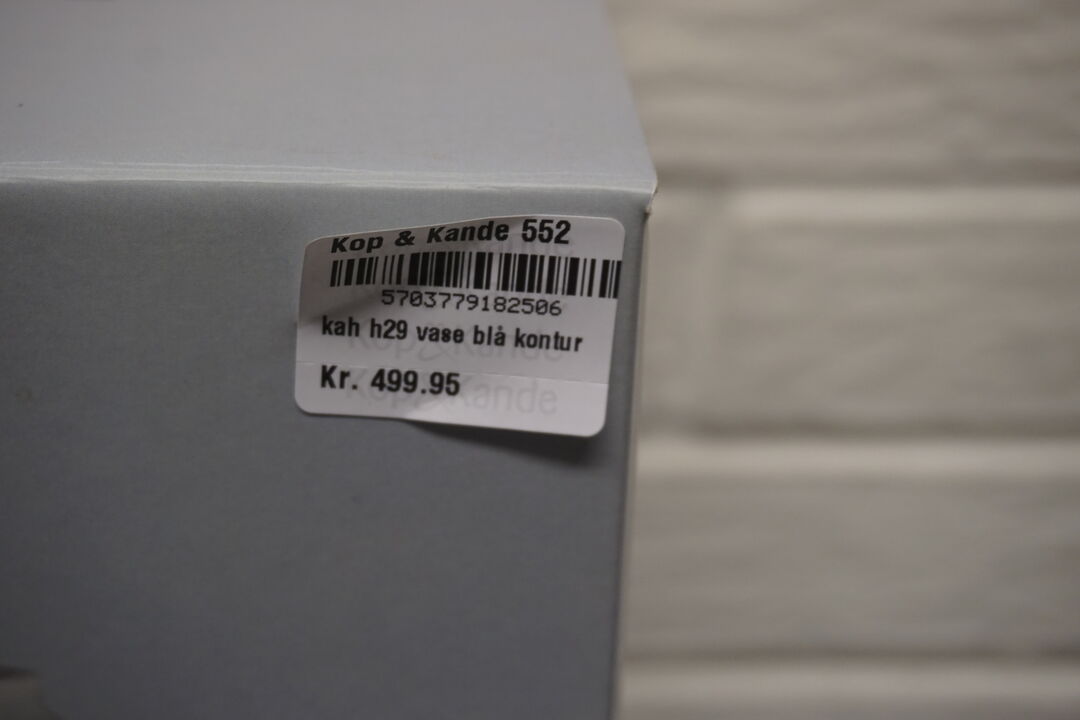 Kop & Kande 552
5703779182506
kah h29 vase blå kontur
Kr. 499.95